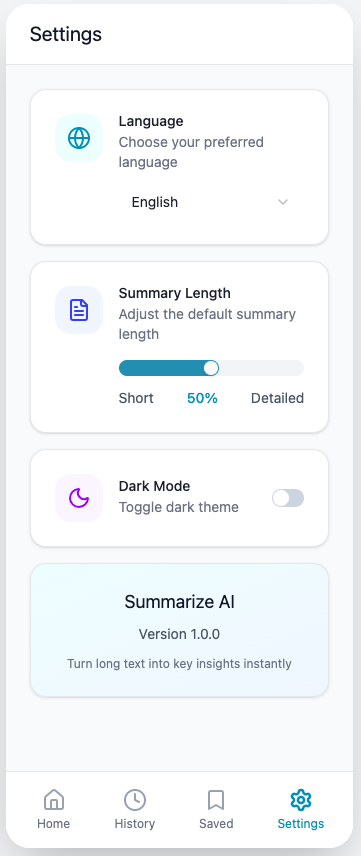 Settings
Language
Choose your preferred
language
English
Summary Length
Adjust the default summary
length
Short 50% Detailed
Dark Mode
Toggle dark theme
Summarize AI
Version 1.0.0
Turn long text into key insights instantly
Home History Saved Settings